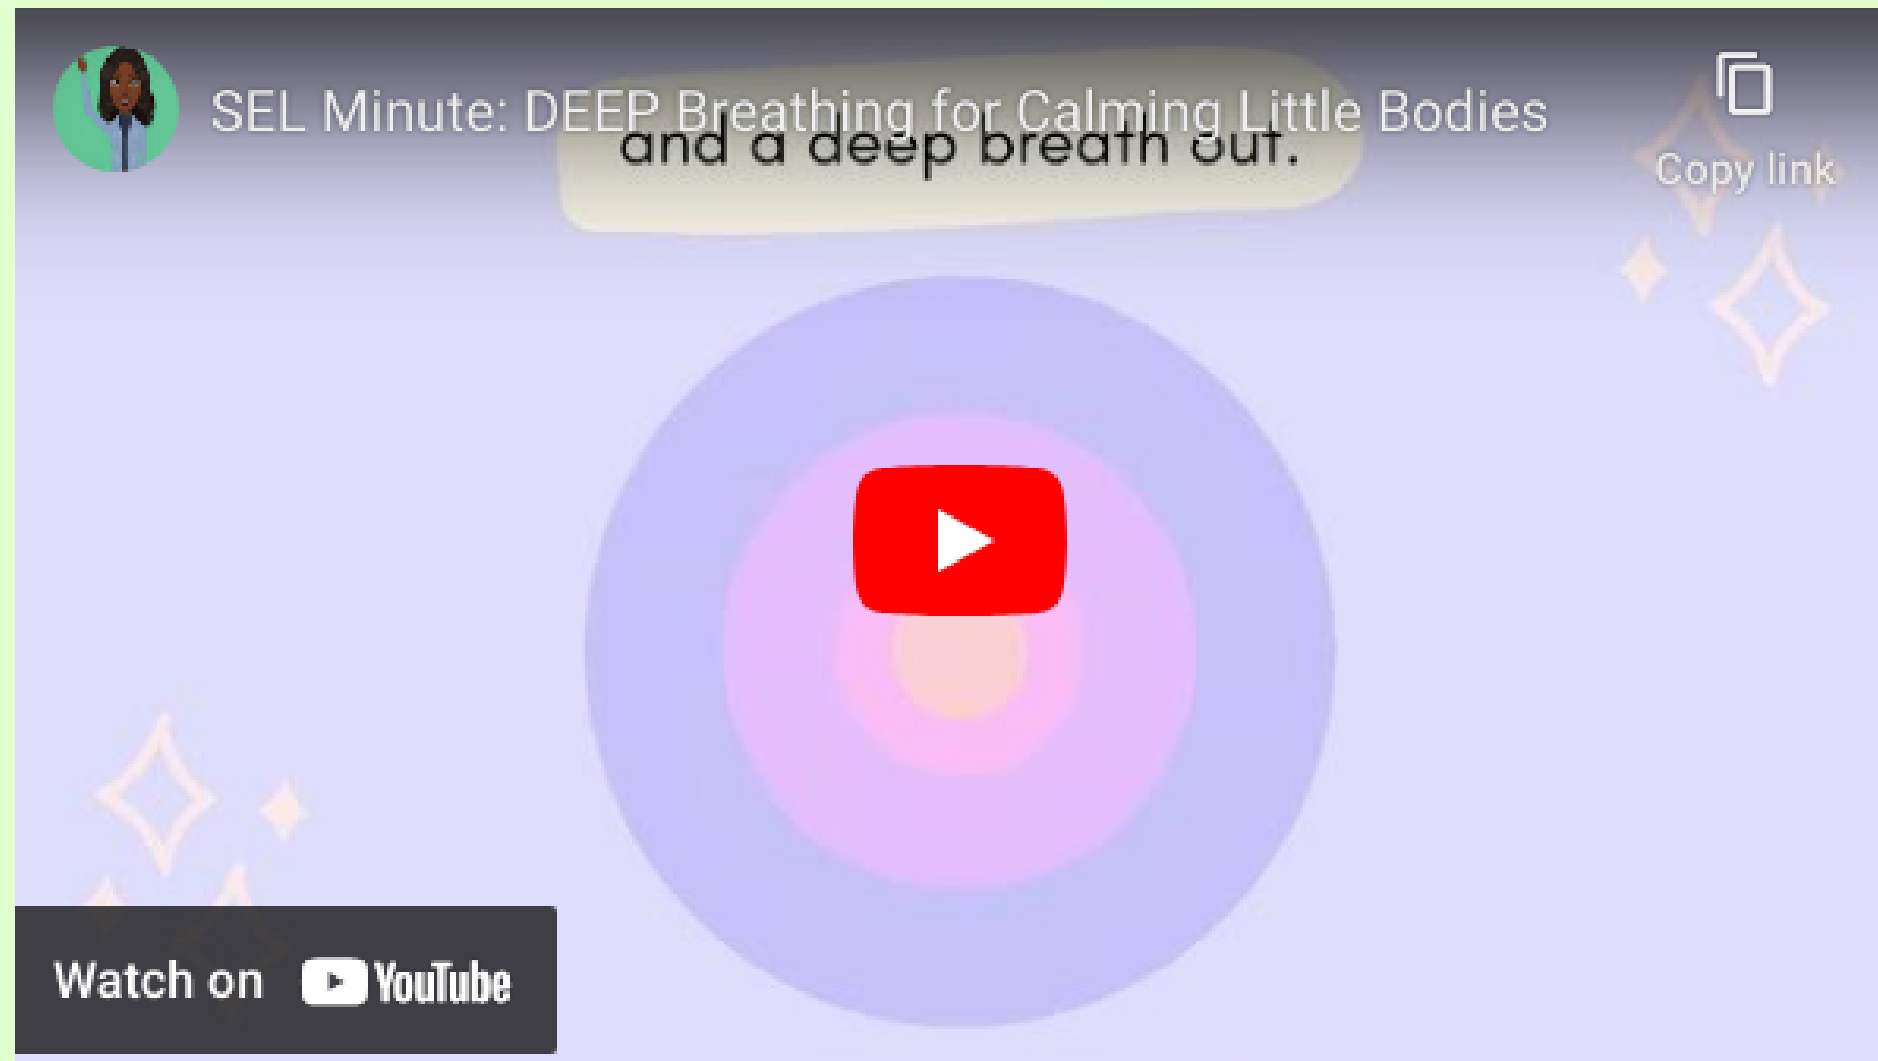 SEL Minute: DEEP Breathing for Calming Little Bodies
and a deep breath out.
Copy link
Watch on YouTube